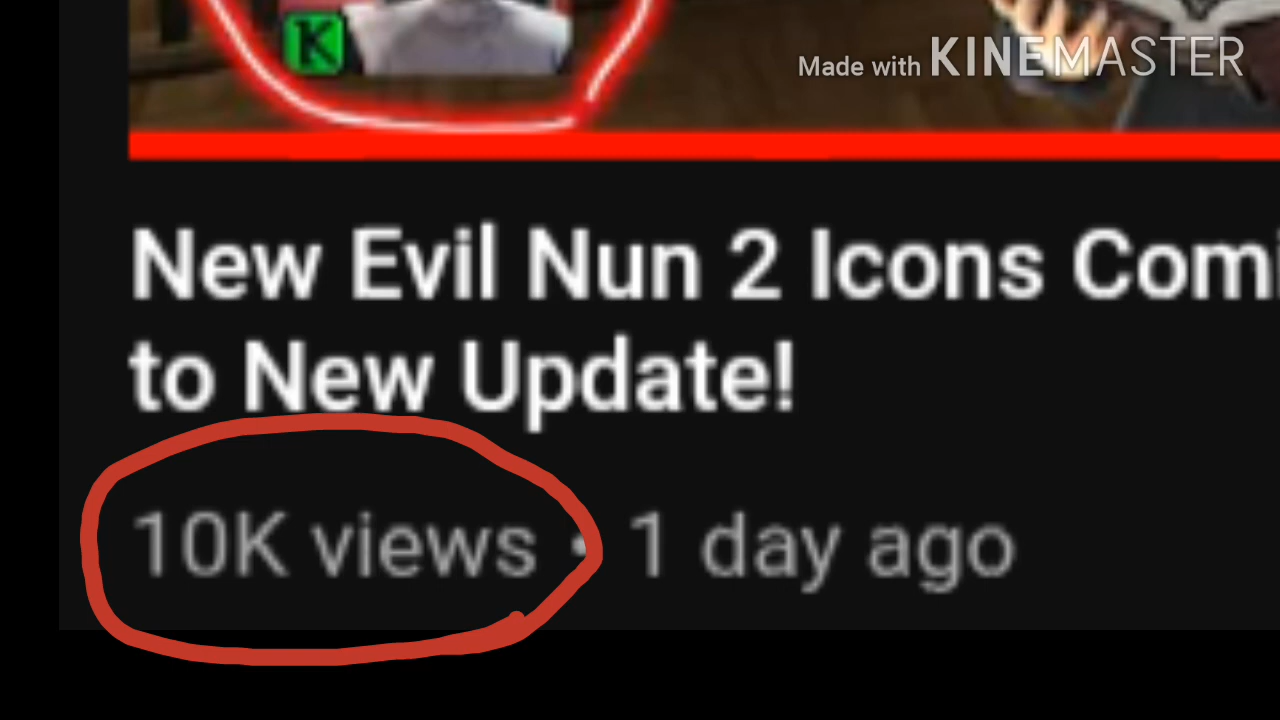 K
Made with KINEMASTER
New Evil Nun 2 Icons Comi
to New Update!
10K views • 1 day ago